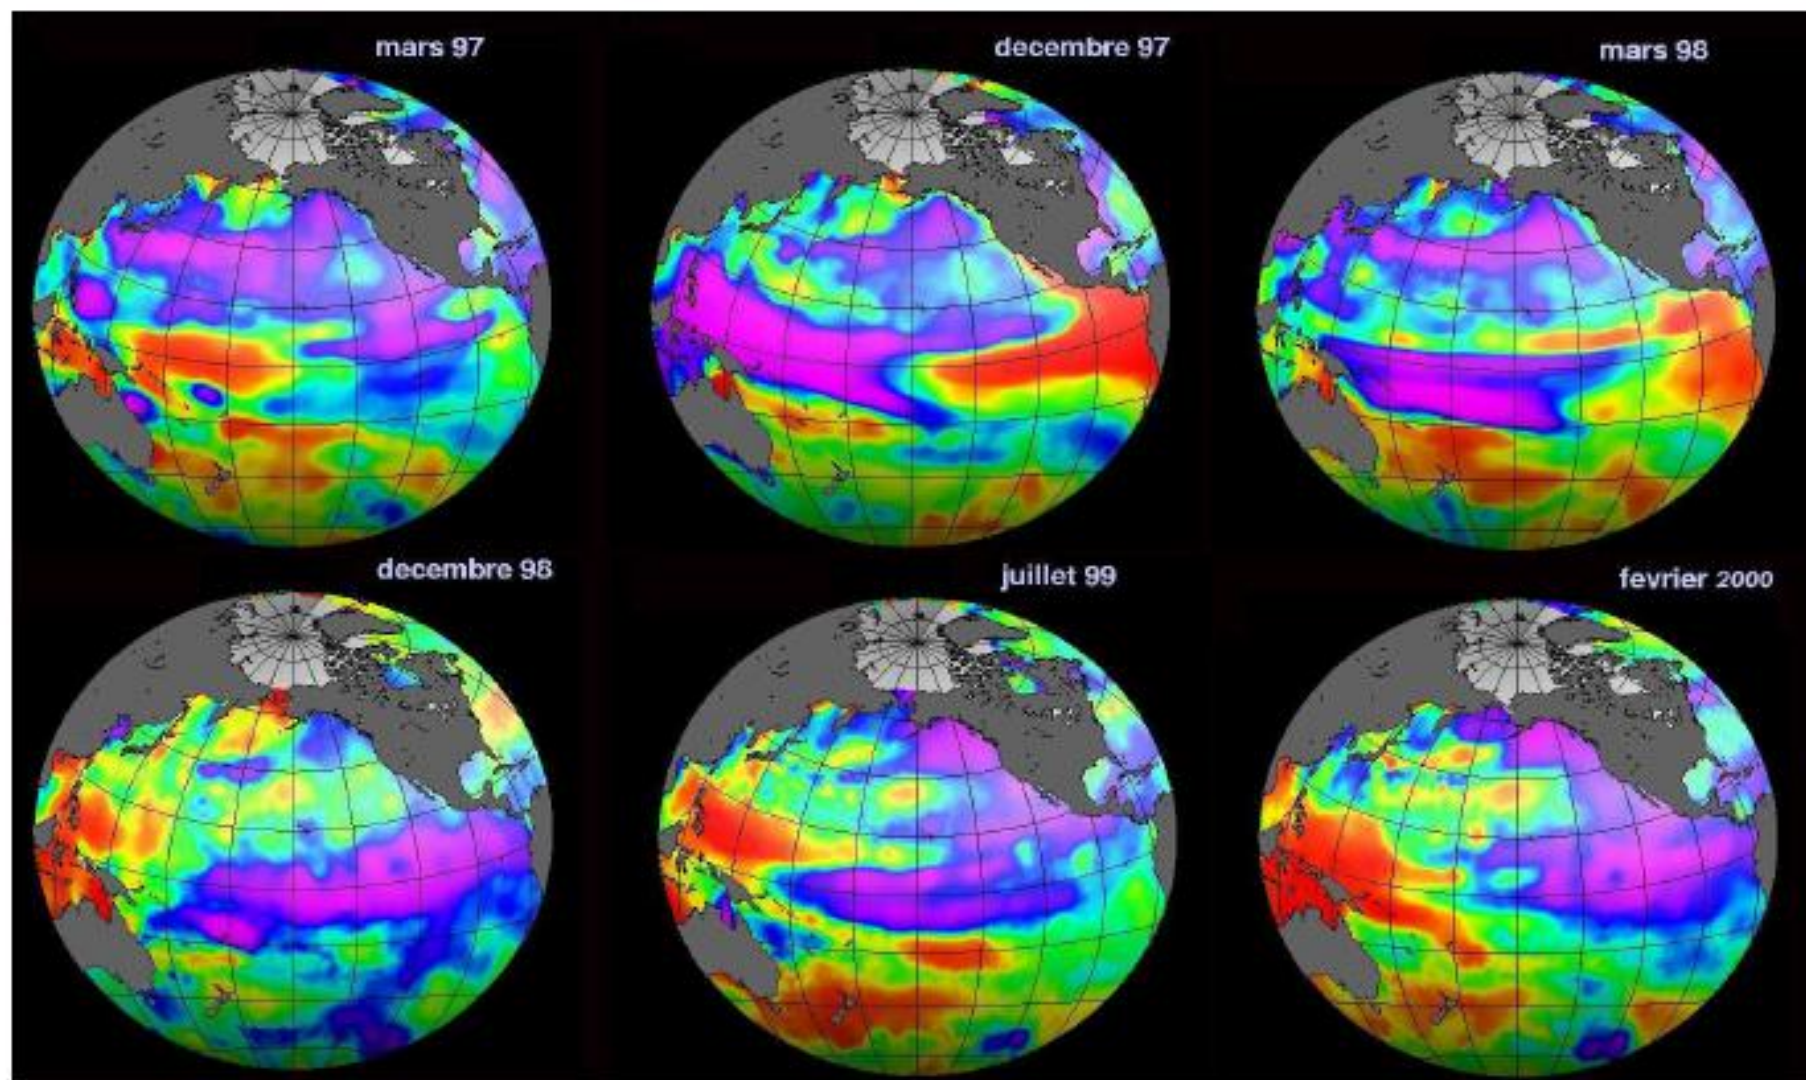 mars 97
decembre 97
mars 98
decembre 98
juillet 99
fevrier 2000